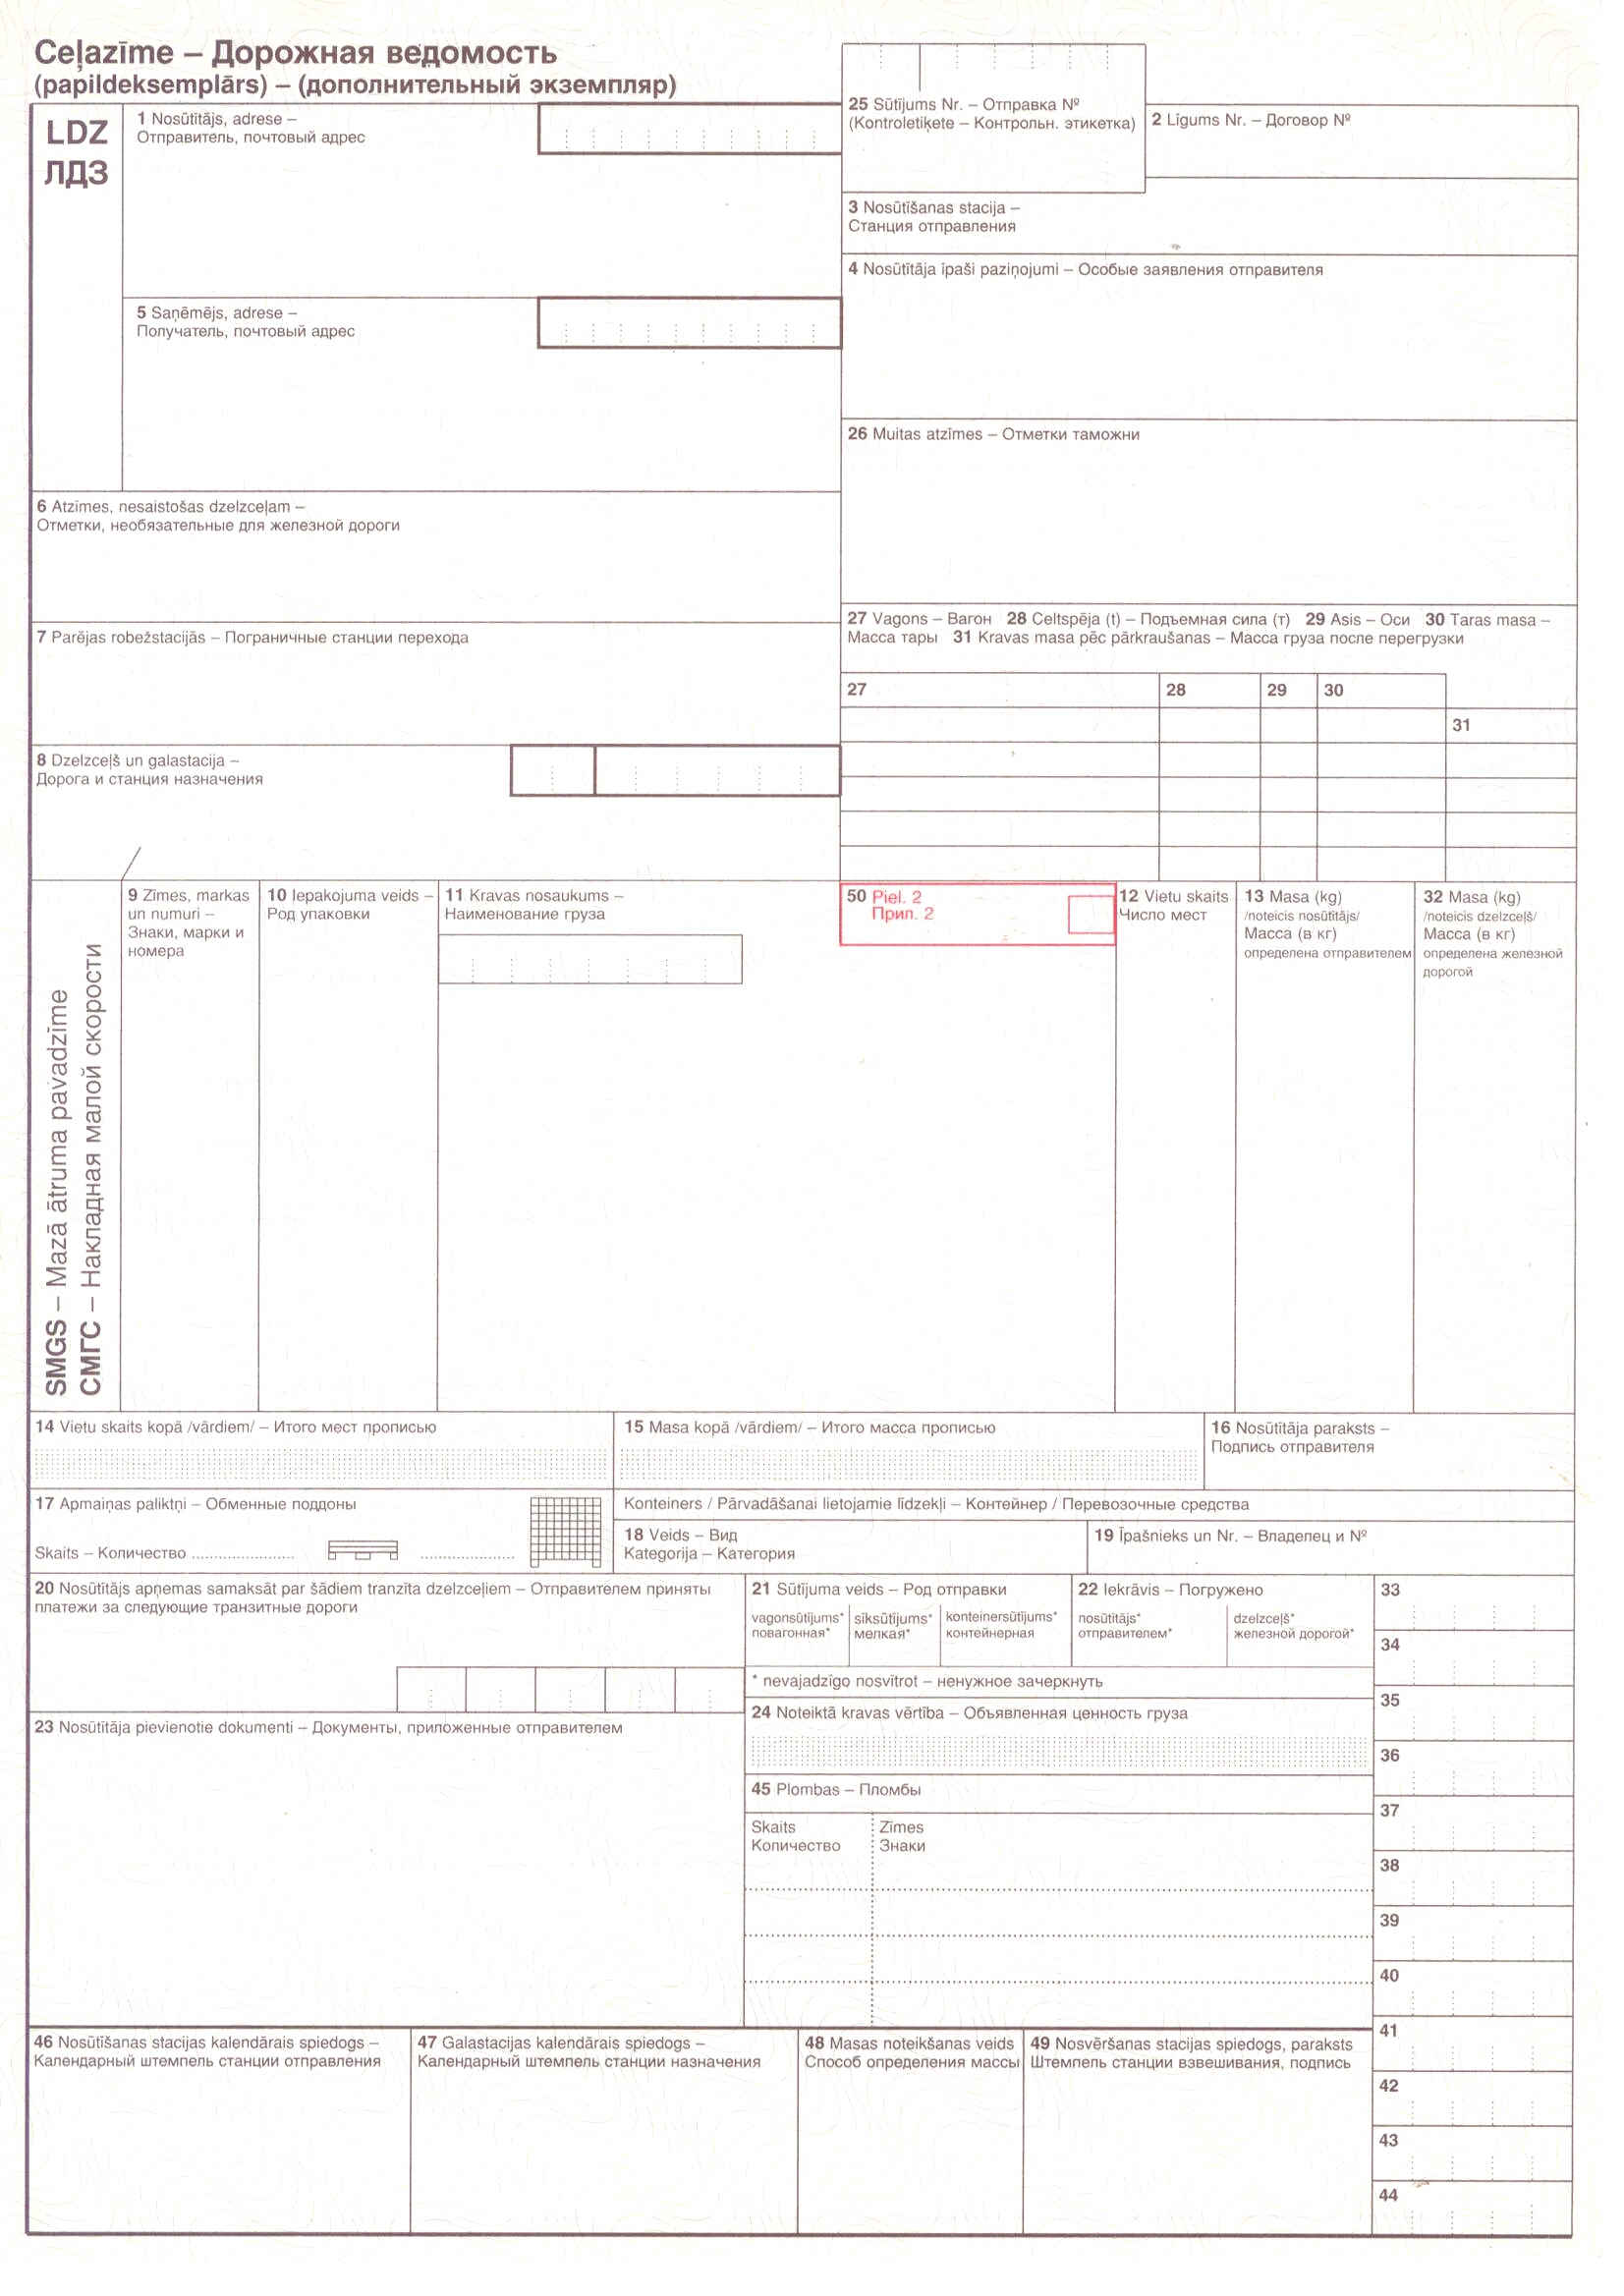 Ceļazīme – Дорожная ведомость
(papildeksemplārs) – (дополнительный экземпляр)
LDZ
ЛДЗ
1 Nosūtītājs, adrese –
Отправитель, почтовый адрес
25 Sūtījums Nr. – Отправка №
(Kontroletiķete – Контрольн. этикетка)
2 Līgums Nr. – Договор №
3 Nosūtīšanas stacija –
Станция отправления
4 Nosūtītāja īpaši paziņojumi – Особые заявления отправителя
5 Saņēmējs, adrese –
Получатель, почтовый адрес
26 Muitas atzīmes – Отметки таможни
6 Atzīmes, nesaistošas dzelzceļam –
Отметки, необязательные для железной дороги
27 Vagons – Вагон 28 Celtspēja (t) – Подъемная сила (т) 29 Asis – Оси 30 Taras masa –
Масса тары 31 Kravas masa pēc pārkraušanas – Масса груза после перегрузки
7 Parējas robežstacijās – Пограничные станции перехода
27
28
29
30
31
8 Dzelzceļš un galastacija –
Дорога и станция назначения
SMGS – Mazā ātruma pavadzīme
СМГС – Накладная малой скорости
9 Zīmes, markas
un numuri –
Знаки, марки и
номера
10 Iepakojuma veids –
Род упаковки
11 Kravas nosaukums –
Наименование груза
50 Piel. 2
Прил. 2
12 Vietu skaits
Число мест
13 Masa (kg)
/noteicis nosūtītājs/
Масса (в кг)
определена отправителем
32 Masa (kg)
/noteicis dzelzceļš/
Масса (в кг)
определена железной
дорогой
14 Vietu skaits kopā /vārdiem/ – Итого мест прописью
15 Masa kopā /vārdiem/ – Итого масса прописью
16 Nosūtītāja paraksts –
Подпись отправителя
17 Apmaiņas paliktņi – Обменные поддоны
Skaits – Количество
Konteiners / Pārvadāšanai lietojamie līdzekļi – Контейнер / Перевозочные средства
18 Veids – Вид
Kategorija – Категория
19 Īpašnieks un Nr. – Владелец и №
20 Nosūtītājs apņemas samaksāt par šādiem tranzīta dzelzceļiem – Отправителем приняты
платежи за следующие транзитные дороги
21 Sūtījuma veids – Род отправки
vagonsūtījums*
повагонная*
sīksūtījums*
мелкая*
konteinersūtījums*
контейнерная
22 Iekrāvis – Погружено
nosūtītājs*
отправителем*
dzelzceļš*
железной дорогой*
* nevajadzīgo nosvītrot – ненужное зачеркнуть
23 Nosūtītāja pievienotie dokumenti – Документы, приложенные отправителем
24 Noteiktā kravas vērtība – Объявленная ценность груза
45 Plombas – Пломбы
Skaits
Количество
Zīmes
Знаки
33
34
35
36
37
38
39
40
41
42
43
44
46 Nosūtīšanas stacijas kalendārais spiedogs –
Календарный штемпель станции отправления
47 Galastacijas kalendārais spiedogs –
Календарный штемпель станции назначения
48 Masas noteikšanas veids
Способ определения массы
49 Nosvēršanas stacijas spiedogs, paraksts
Штемпель станции взвешивания, подпись